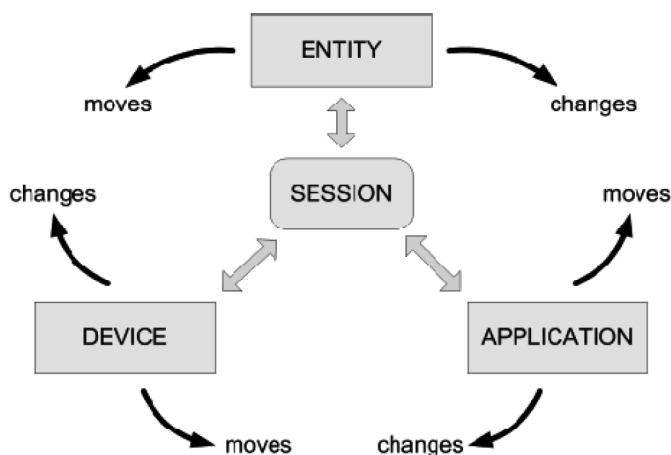 ENTITY
moves
changes
changes
SESSION
moves
DEVICE
APPLICATION
moves
changes